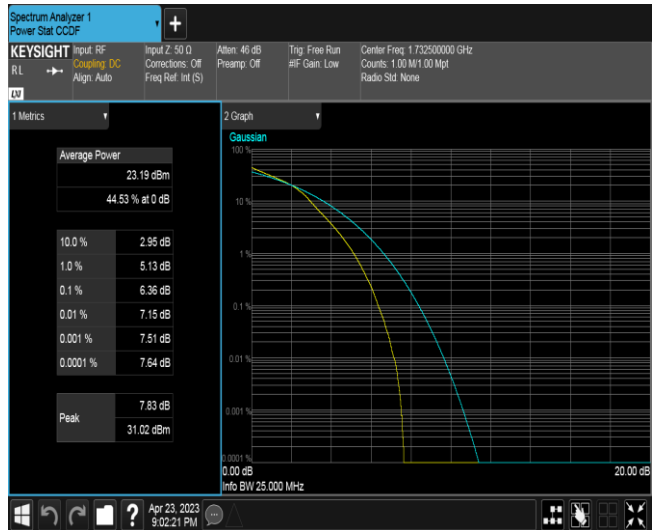 Spectrum Analyzer 1
Power Stat CCDF
+
KEYSIGHT
RL
LXI
Input: RF
Coupling: DC
Align: Auto
Input Z: 50 Ω
Corrections: Off
Freq Ref: Int (S)
Atten: 46 dB
Preamp: Off
Trig: Free Run
#IF Gain: Low
Center Freq: 1.732500000 GHz
Counts: 1.00 M/1.00 Mpt
Radio Std: None
1 Metrics
Average Power
23.19 dBm
44.53 % at 0 dB
10.0 % 2.95 dB
1.0 % 5.13 dB
0.1 % 6.36 dB
0.01 % 7.15 dB
0.001 % 7.51 dB
0.0001 % 7.64 dB
Peak
7.83 dB
31.02 dBm
2 Graph
Gaussian
100 %
10 %
1 %
0.1 %
0.01 %
0.001 %
0.0001 %
0.00 dB 20.00 dB
Info BW 25.000 MHz
?
Apr 23, 2023
9:02:21 PM